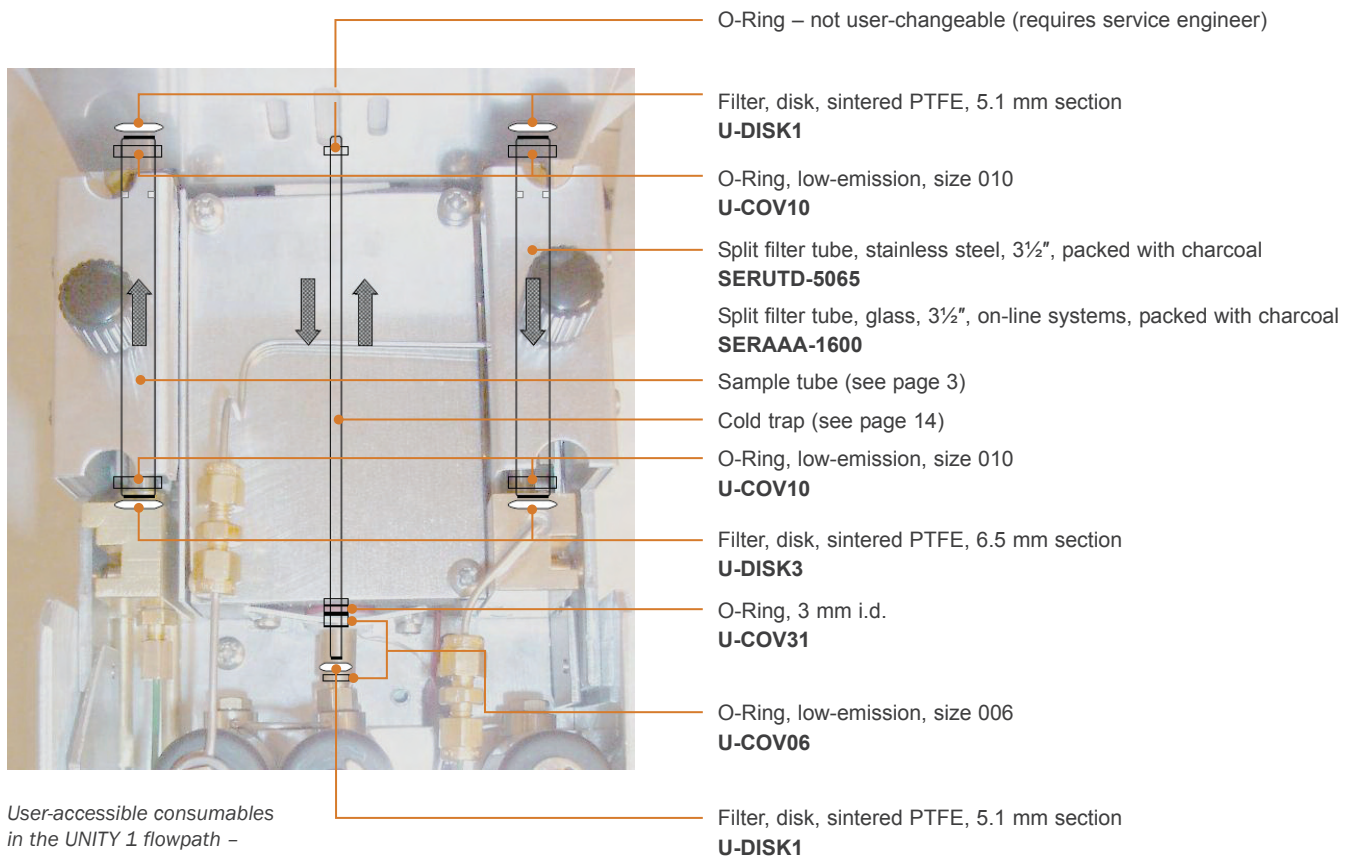 O-Ring – not user-changeable (requires service engineer)
Filter, disk, sintered PTFE, 5.1 mm section
U-DISK1
O-Ring, low-emission, size 010
U-COV10
Split filter tube, stainless steel, 3½″, packed with charcoal
SERUTD-5065
Split filter tube, glass, 3½″, on-line systems, packed with charcoal
SERAAA-1600
Sample tube (see page 3)
Cold trap (see page 14)
O-Ring, low-emission, size 010
U-COV10
Filter, disk, sintered PTFE, 6.5 mm section
U-DISK3
O-Ring, 3 mm i.d.
U-COV31
O-Ring, low-emission, size 006
U-COV06
Filter, disk, sintered PTFE, 5.1 mm section
U-DISK1
User-accessible consumables
in the UNITY 1 flowpath –